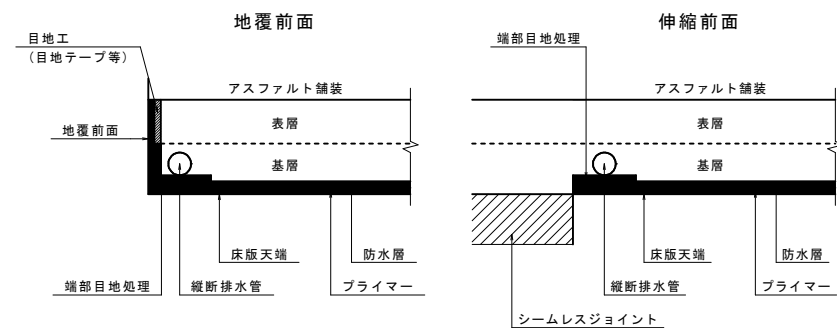 地覆前面
目地工
（目地テープ等）
アスファルト舗装
表層
地覆前面
基層
床版天端
防水層
端部目地処理
縦断排水管
プライマー
伸縮前面
端部目地処理
アスファルト舗装
表層
基層
床版天端
防水層
縦断排水管
プライマー
シームレスジョイント